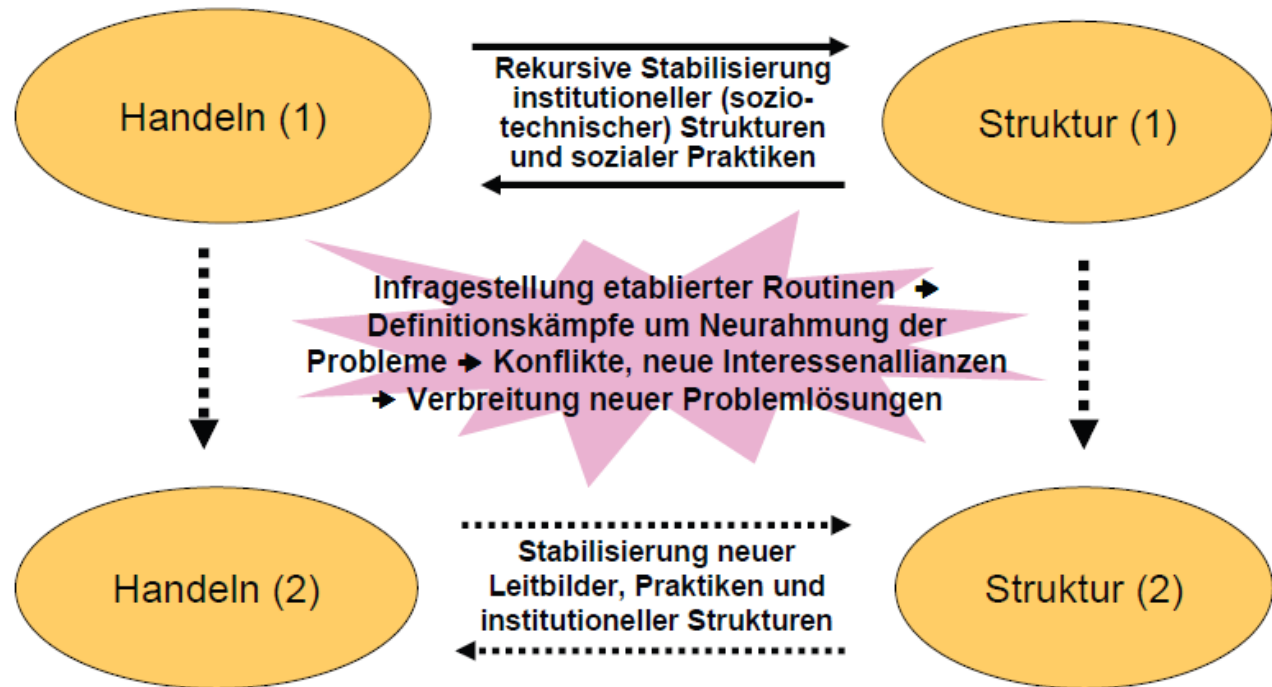 Handeln (1)
Rekursive Stabilisierung
institutioneller (sozio-
technischer) Strukturen
und sozialer Praktiken
Struktur (1)
Infragestellung etablierter Routinen ➔
Definitionskämpfe um Neurahmung der
Probleme ➔ Konflikte, neue Interessenallianzen
➔ Verbreitung neuer Problemlösungen
Handeln (2)
Stabilisierung neuer
Leitbilder, Praktiken und
institutioneller Strukturen
Struktur (2)